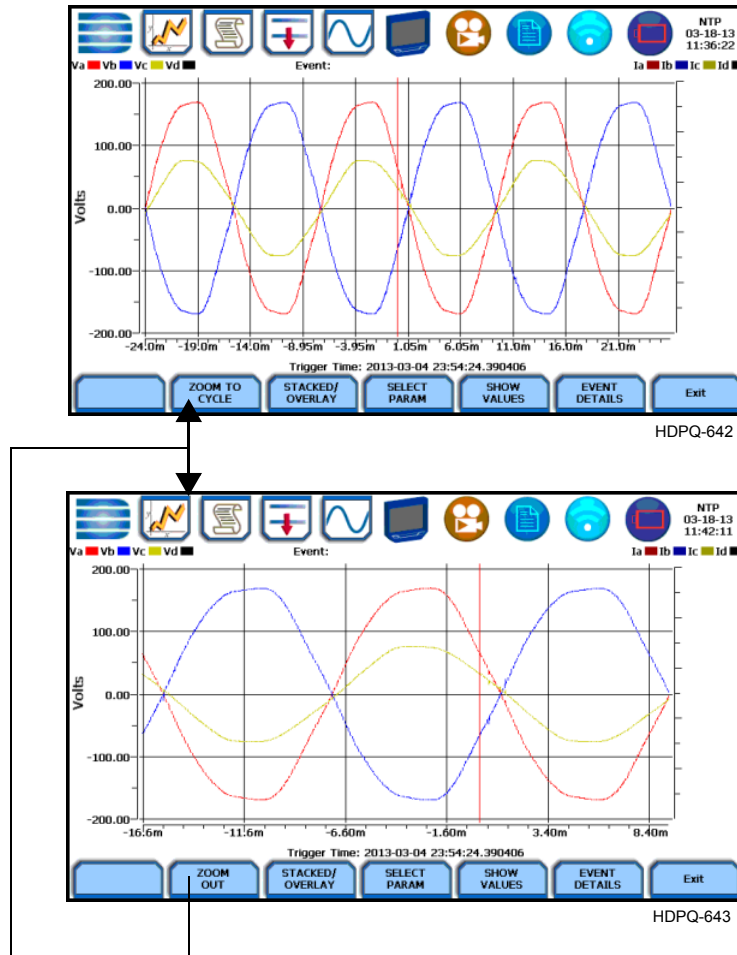 NTP
03-18-13
11:36:22
Va Vb Vc Vd Event: Ia Ib Ic Id
200.00
100.00
0.00
-100.00
-200.00
Volts
-24.0m -19.0m -14.0m -8.95m -3.95m 1.05m 6.05m 11.0m 16.0m 21.0m
Trigger Time: 2013-03-04 23:54:24.390406
ZOOM TO CYCLE
STACKED/ OVERLAY
SELECT PARAM
SHOW VALUES
EVENT DETAILS
Exit
HDPQ-642
NTP
03-18-13
11:42:11
Va Vb Vc Vd Event: Ia Ib Ic Id
200.00
100.00
0.00
-100.00
-200.00
Volts
-16.6m -11.6m -6.60m -1.60m 3.40m 8.40m
Trigger Time: 2013-03-04 23:54:24.390406
ZOOM OUT
STACKED/ OVERLAY
SELECT PARAM
SHOW VALUES
EVENT DETAILS
Exit
HDPQ-643